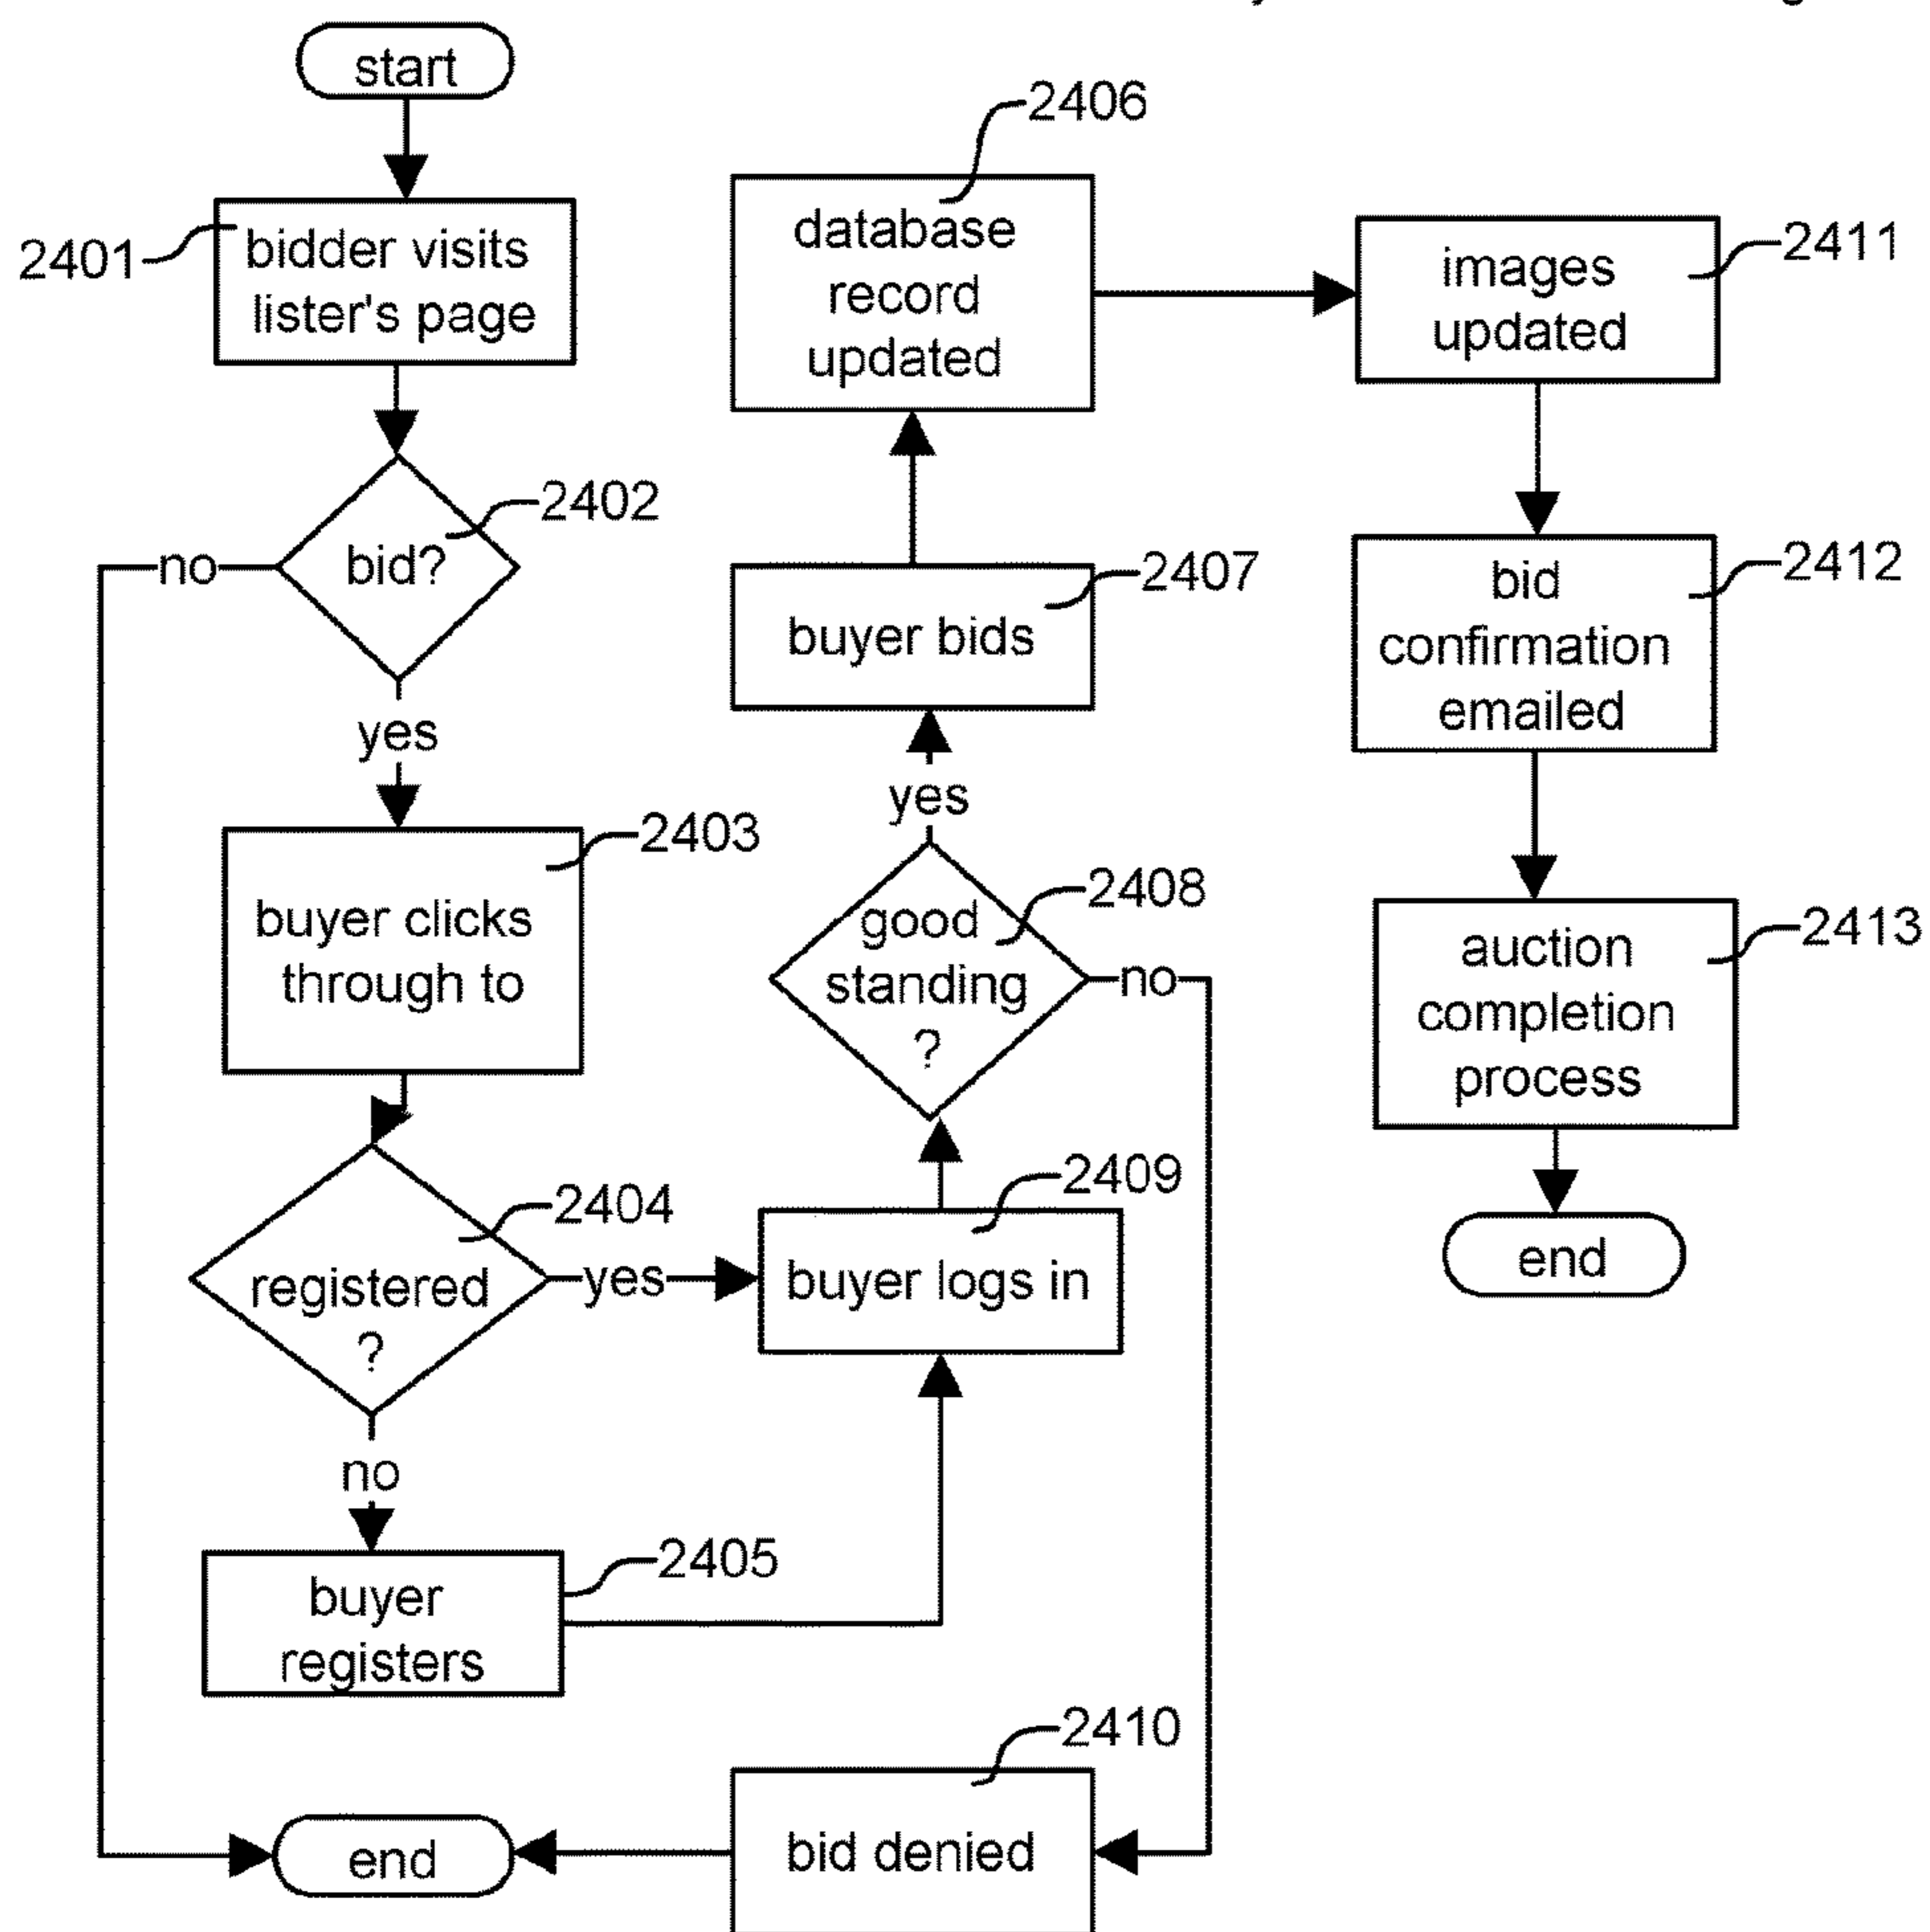 start
2401
bidder visits
lister's page
2402
bid?
no
yes
2403
buyer clicks
through to
2404
registered
?
yes
no
2405
buyer
registers
end
2406
database
record
updated
2407
buyer bids
yes
2408
good
standing
?
no
2409
buyer logs in
2410
bid denied
2411
images
updated
2412
bid
confirmation
emailed
2413
auction
completion
process
end